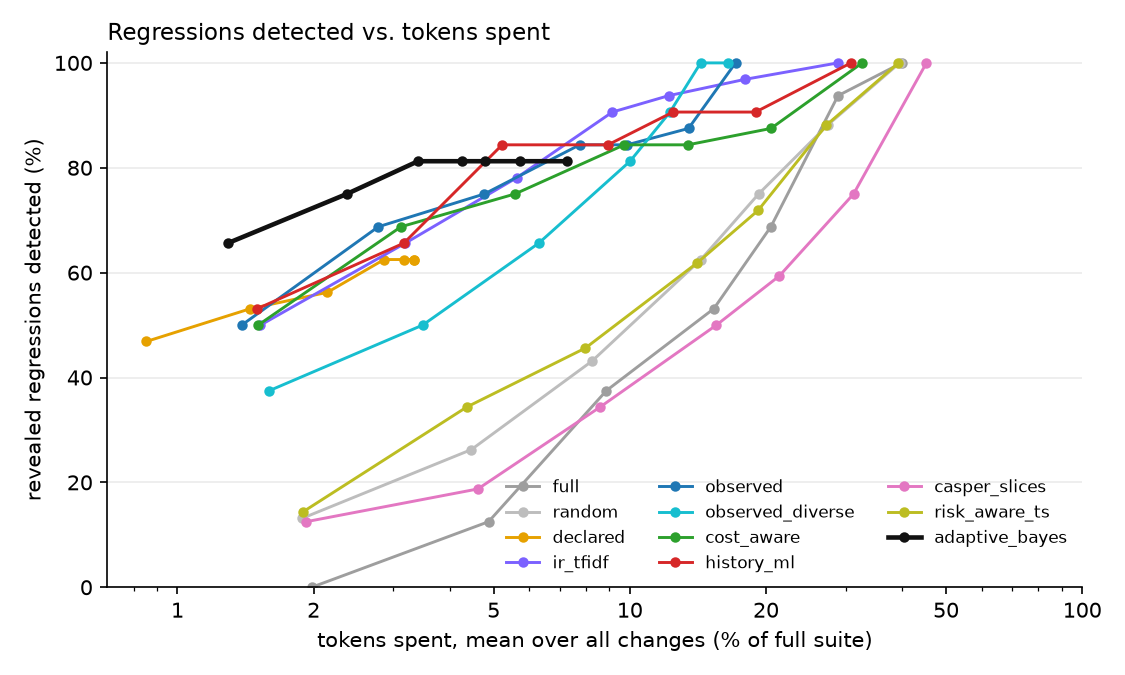 Regressions detected vs. tokens spent
revealed regressions detected (%)
100
80
60
40
20
0
full
random
declared
ir_tfidf
observed
observed_diverse
cost_aware
history_ml
casper_slices
risk_aware_ts
adaptive_bayes
1 2 5 10 20 50 100
tokens spent, mean over all changes (% of full suite)